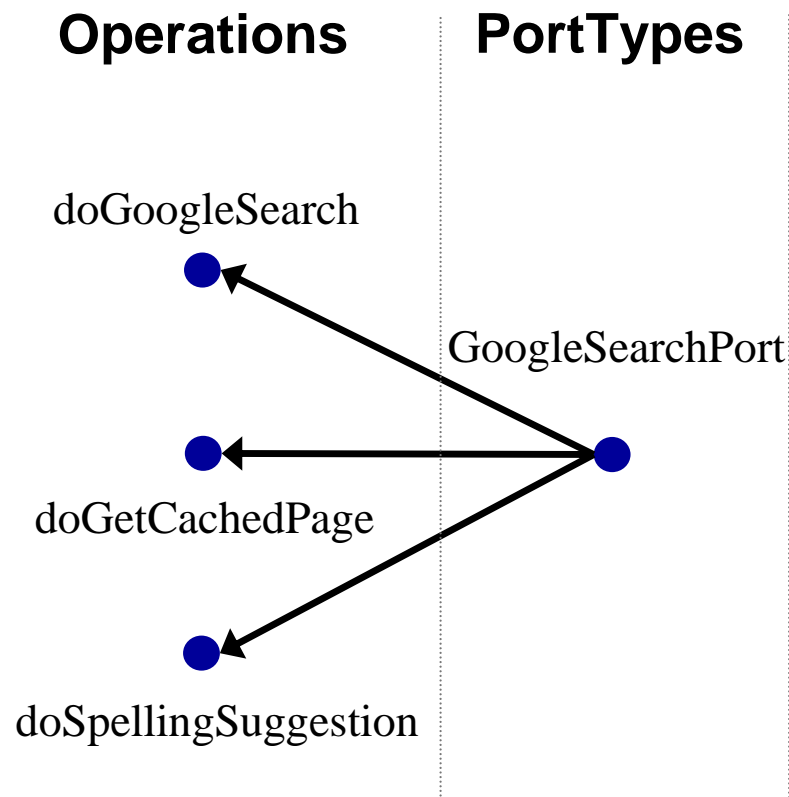 Operations PortTypes
doGoogleSearch
GoogleSearchPort
doGetCachedPage
doSpellingSuggestion